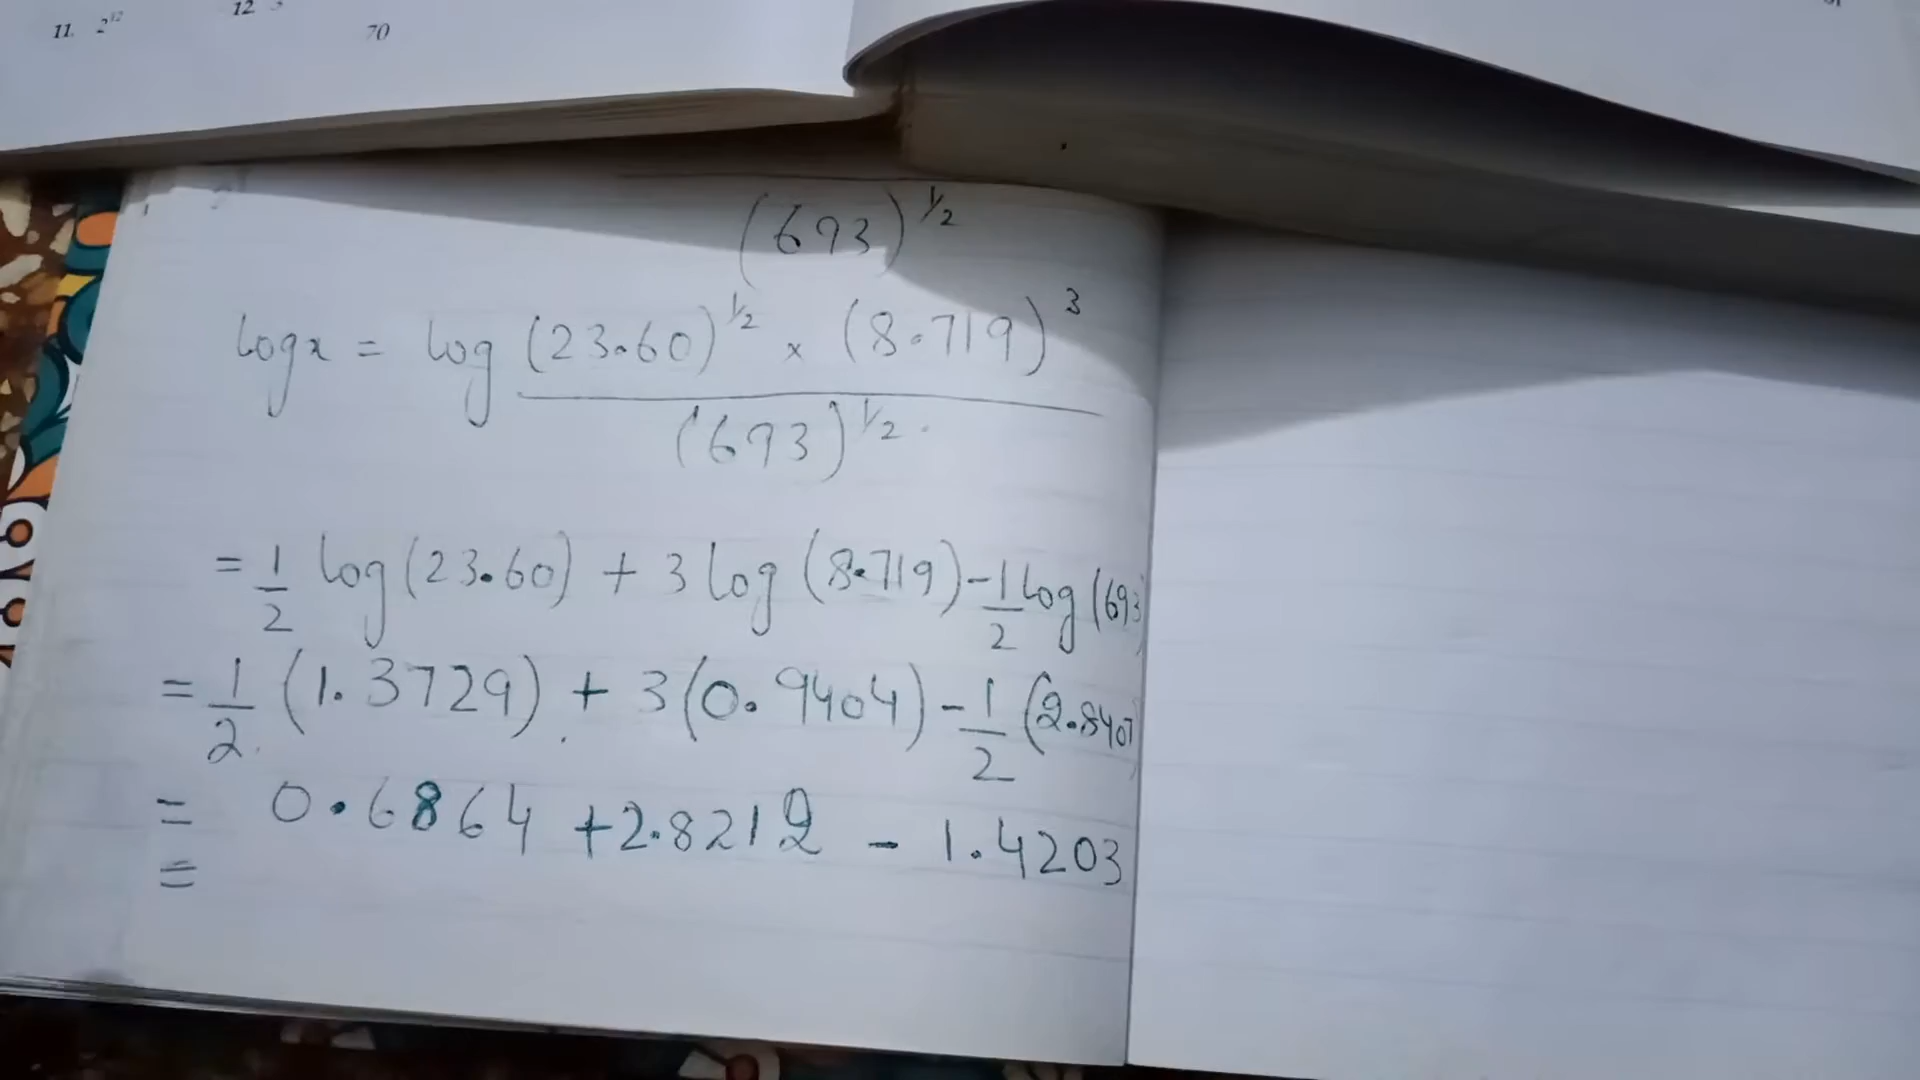 11. 2¹²
12
70
(693)^½
log x = log (23.60)^½ × (8.719)³
(693)^½
= 1/2 log (23.60) + 3 log (8.719) - 1/2 log (693)
= 1/2 (1.3729) + 3 (0.9404) - 1/2 (2.8407)
= 0.6864 + 2.8212 - 1.4203
=